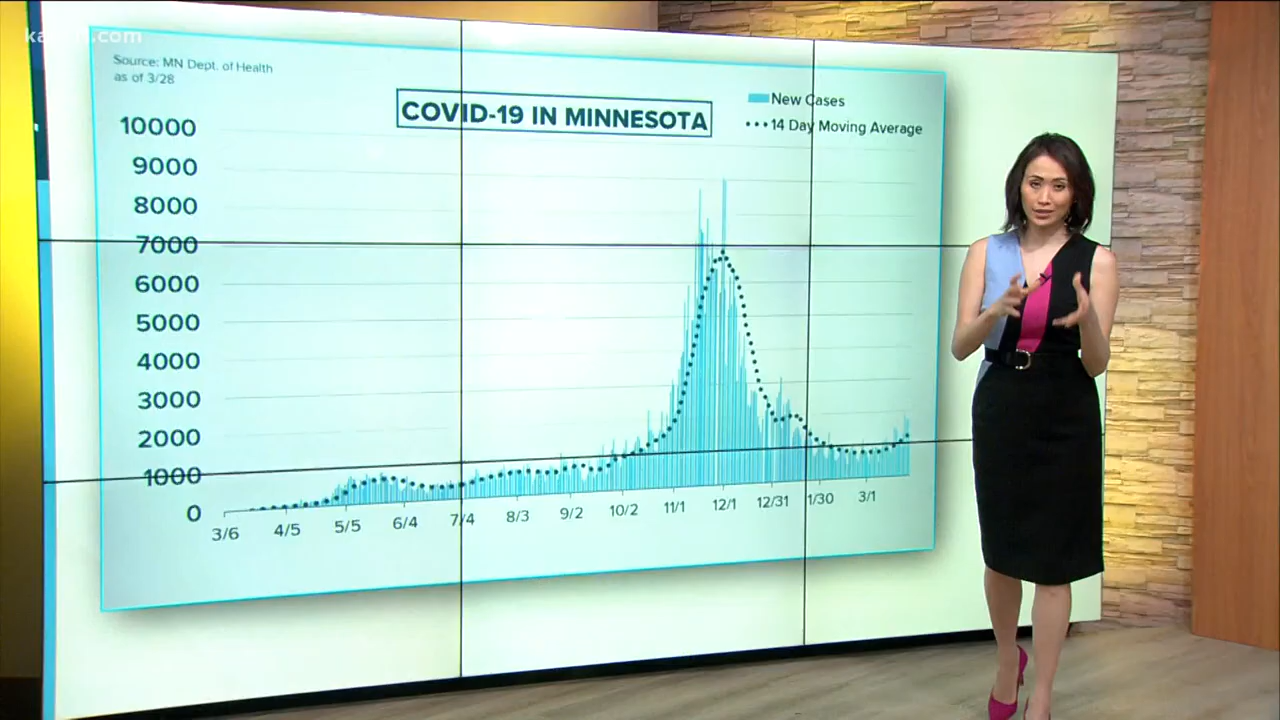 Source: MN Dept. of Health
as of 3/28
COVID-19 IN MINNESOTA
New Cases
14 Day Moving Average
10000
9000
8000
7000
6000
5000
4000
3000
2000
1000
0
3/6 4/5 5/5 6/4 7/4 8/3 9/2 10/2 11/1 12/1 12/31 1/30 3/1